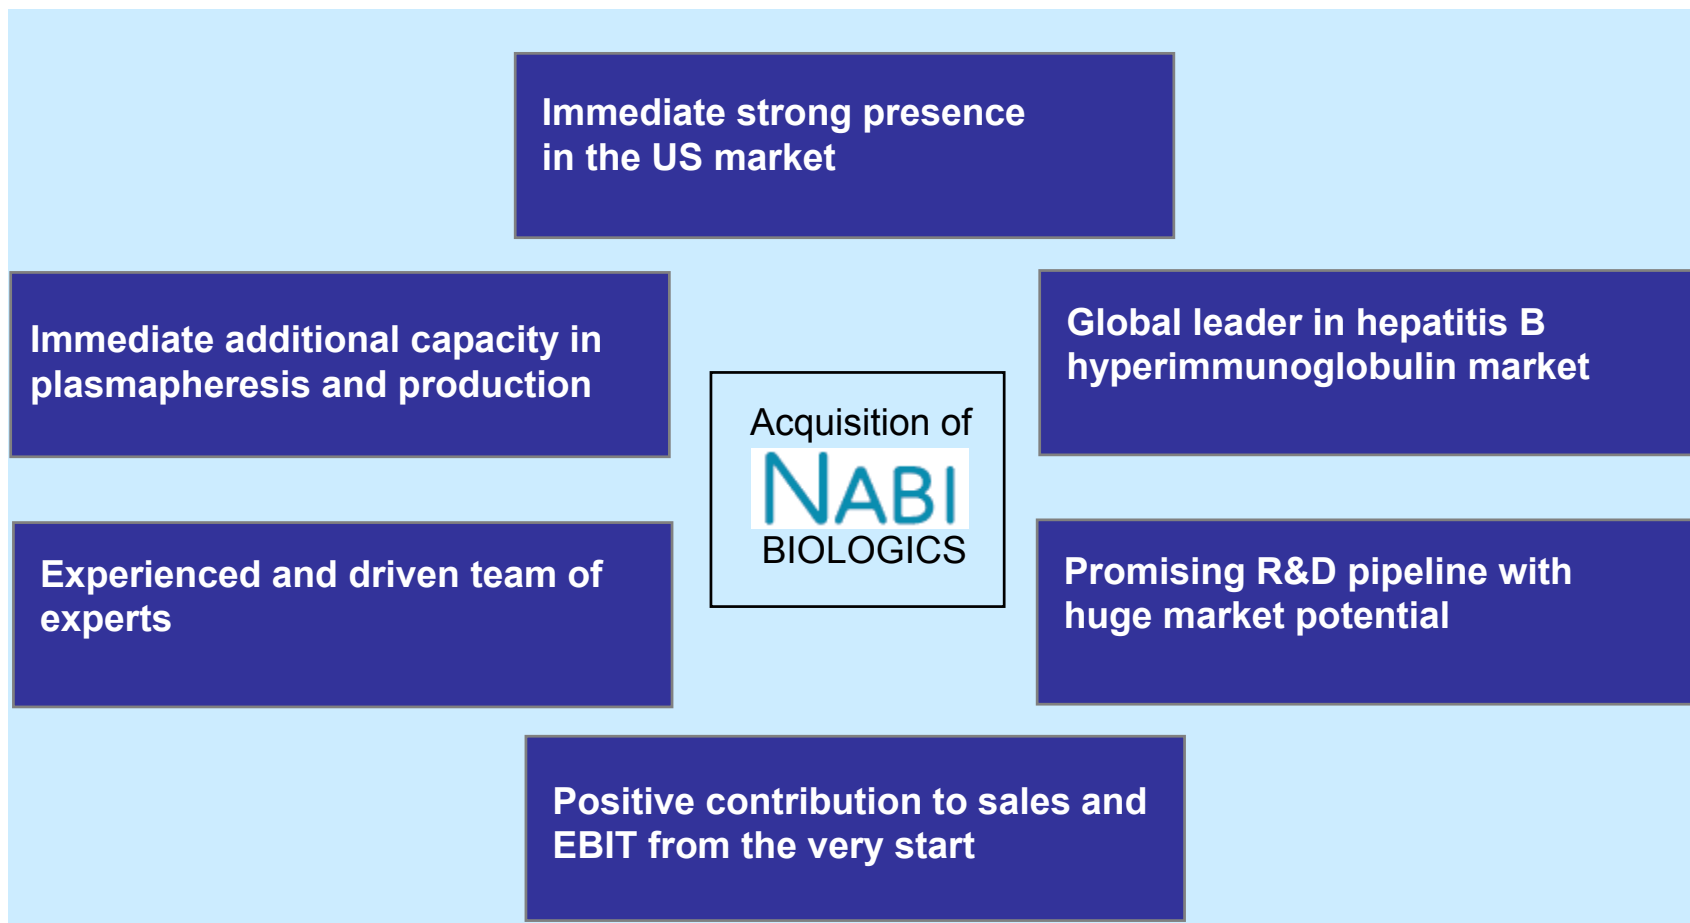 Immediate strong presence
in the US market
Immediate additional capacity in
plasmapheresis and production
Global leader in hepatitis B
hyperimmunoglobulin market
Acquisition of
NABI
BIOLOGICS
Experienced and driven team of
experts
Promising R&D pipeline with
huge market potential
Positive contribution to sales and
EBIT from the very start